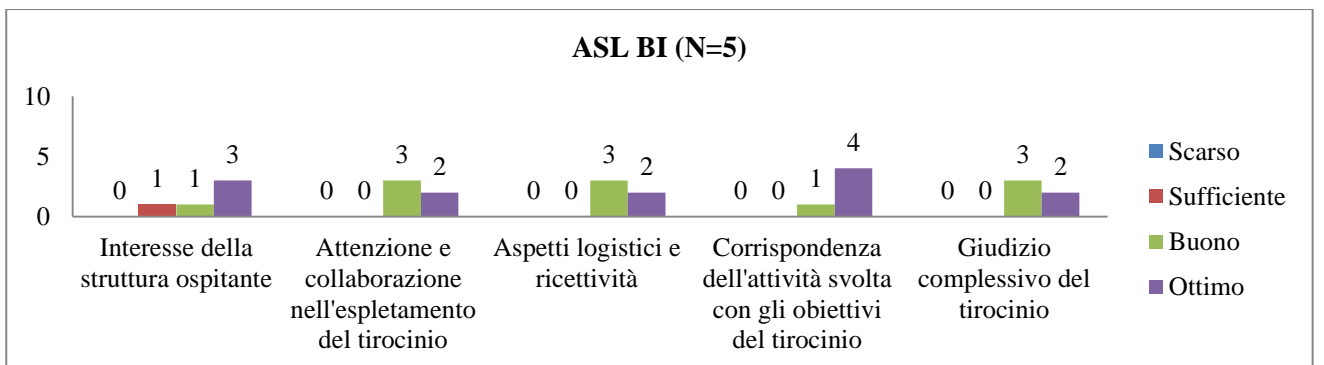 ASL BI (N=5)
10
5
0
0 1 1 3
0 0 3 2
0 0 3 2
0 0 1 4
0 0 3 2
Interesse della
struttura ospitante
Attenzione e
collaborazione
nell'espletamento
del tirocinio
Aspetti logistici e
ricettività
Corrispondenza
dell'attività svolta
con gli obiettivi
del tirocinio
Giudizio
complessivo del
tirocinio
Scarso
Sufficiente
Buono
Ottimo